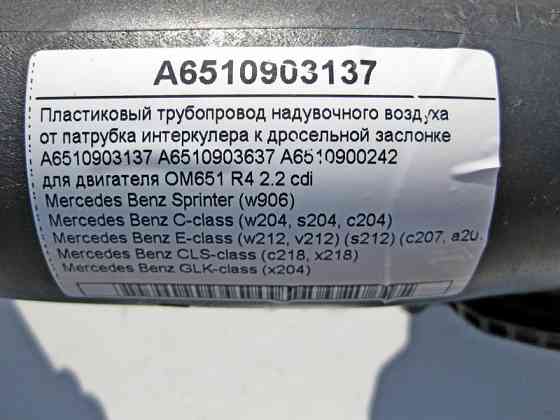 A6510903137
Пластиковый трубопровод надувочного воздуха
от патрубка интеркулера к дросельной заслонке
A6510903137 A6510903637 A6510900242
для двигателя OM651 R4 2.2 cdi
Mercedes Benz Sprinter (w906)
Mercedes Benz C-class (w204, s204, c204)
Mercedes Benz E-class (w212, v212) (s212) (c207,
Mercedes Benz CLS-class (c218, x218)
Mercedes Benz GLK-class (x204)